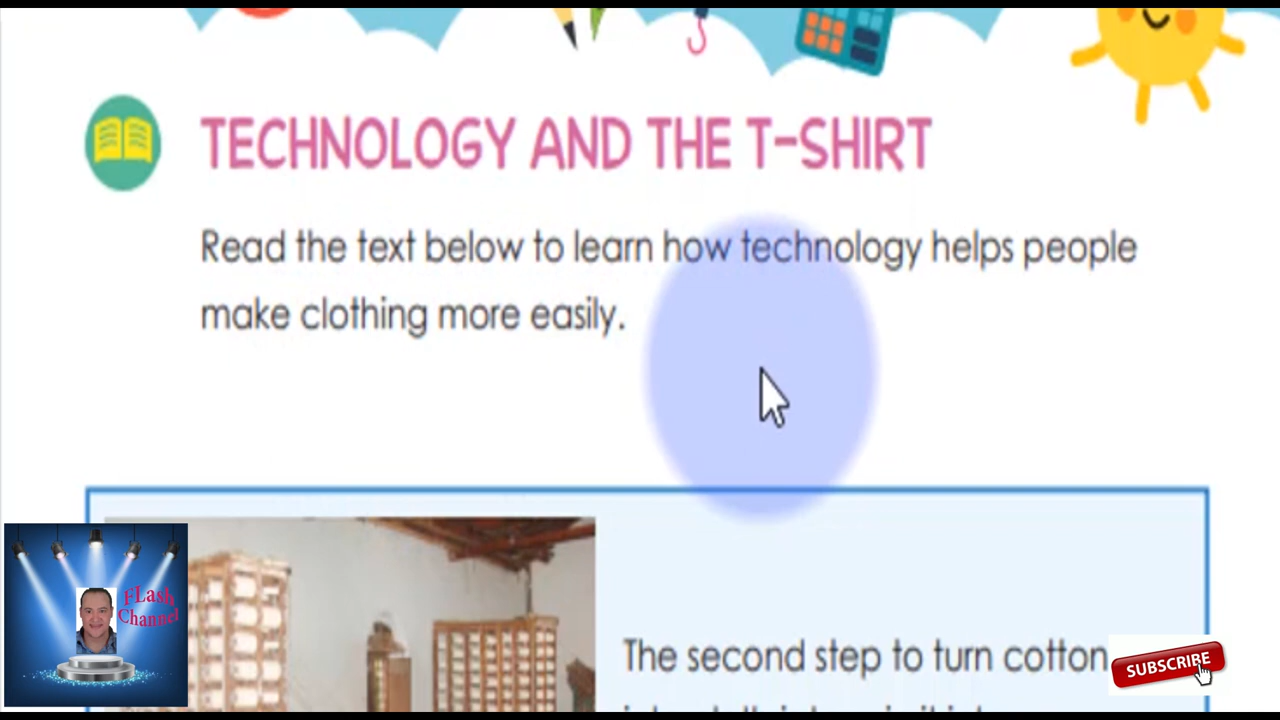 TECHNOLOGY AND THE T-SHIRT
Read the text below to learn how technology helps people
make clothing more easily.
The second step to turn cotton
FLash
Channel
SUBSCRIBE